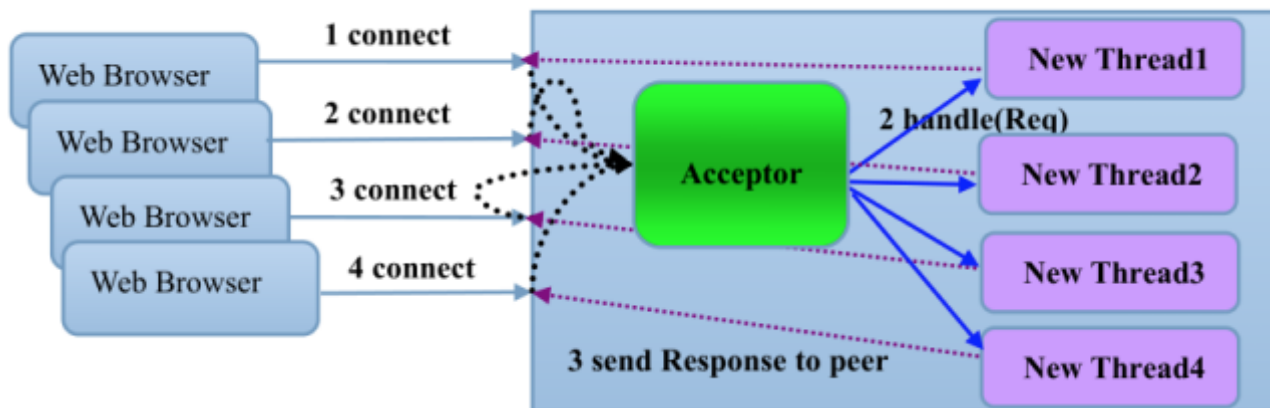 Web Browser
Web Browser
Web Browser
Web Browser
1 connect
2 connect
3 connect
4 connect
Acceptor
2 handle(Req)
3 send Response to peer
New Thread1
New Thread2
New Thread3
New Thread4